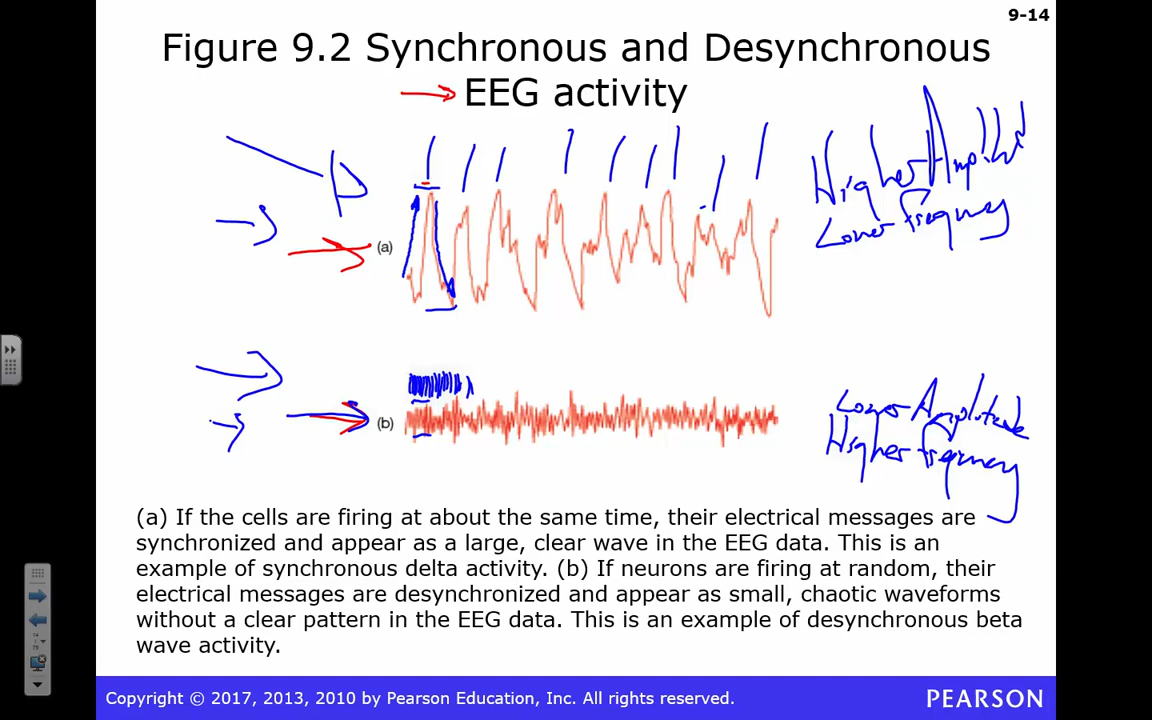 9-14
Figure 9.2 Synchronous and Desynchronous
EEG activity
Higher
Lower frequency
(a)
(b)
Lower Amplitude
Higher frequency
(a) If the cells are firing at about the same time, their electrical messages are
synchronized and appear as a large, clear wave in the EEG data. This is an
example of synchronous delta activity. (b) If neurons are firing at random, their
electrical messages are desynchronized and appear as small, chaotic waveforms
without a clear pattern in the EEG data. This is an example of desynchronous beta
wave activity.
Copyright © 2017, 2013, 2010 by Pearson Education, Inc. All rights reserved.
PEARSON